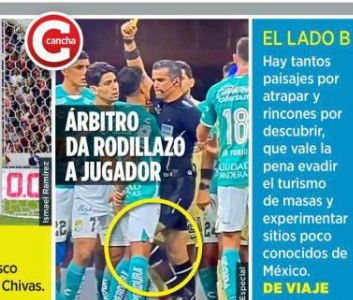 cancha
ÁRBITRO
DA RODILLAZO
A JUGADOR
Ismael Ramírez
Especial
sco
Chivas.
EL LADO B
Hay tantos
paisajes por
atrapar y
rincones por
descubrir,
que vale la
pena evadir
el turismo
de masas y
experimentar
sitios poco
conocidos de
México.
DE VIAJE
18